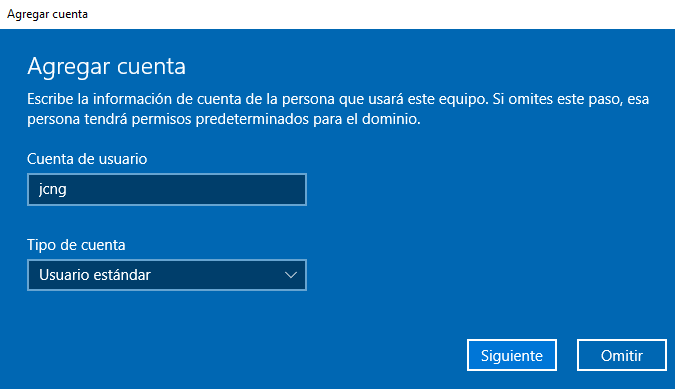 Agregar cuenta
Agregar cuenta
Escribe la información de cuenta de la persona que usará este equipo. Si omites este paso, esa
persona tendrá permisos predeterminados para el dominio.
Cuenta de usuario
jcng
Tipo de cuenta
Usuario estándar
Siguiente
Omitir